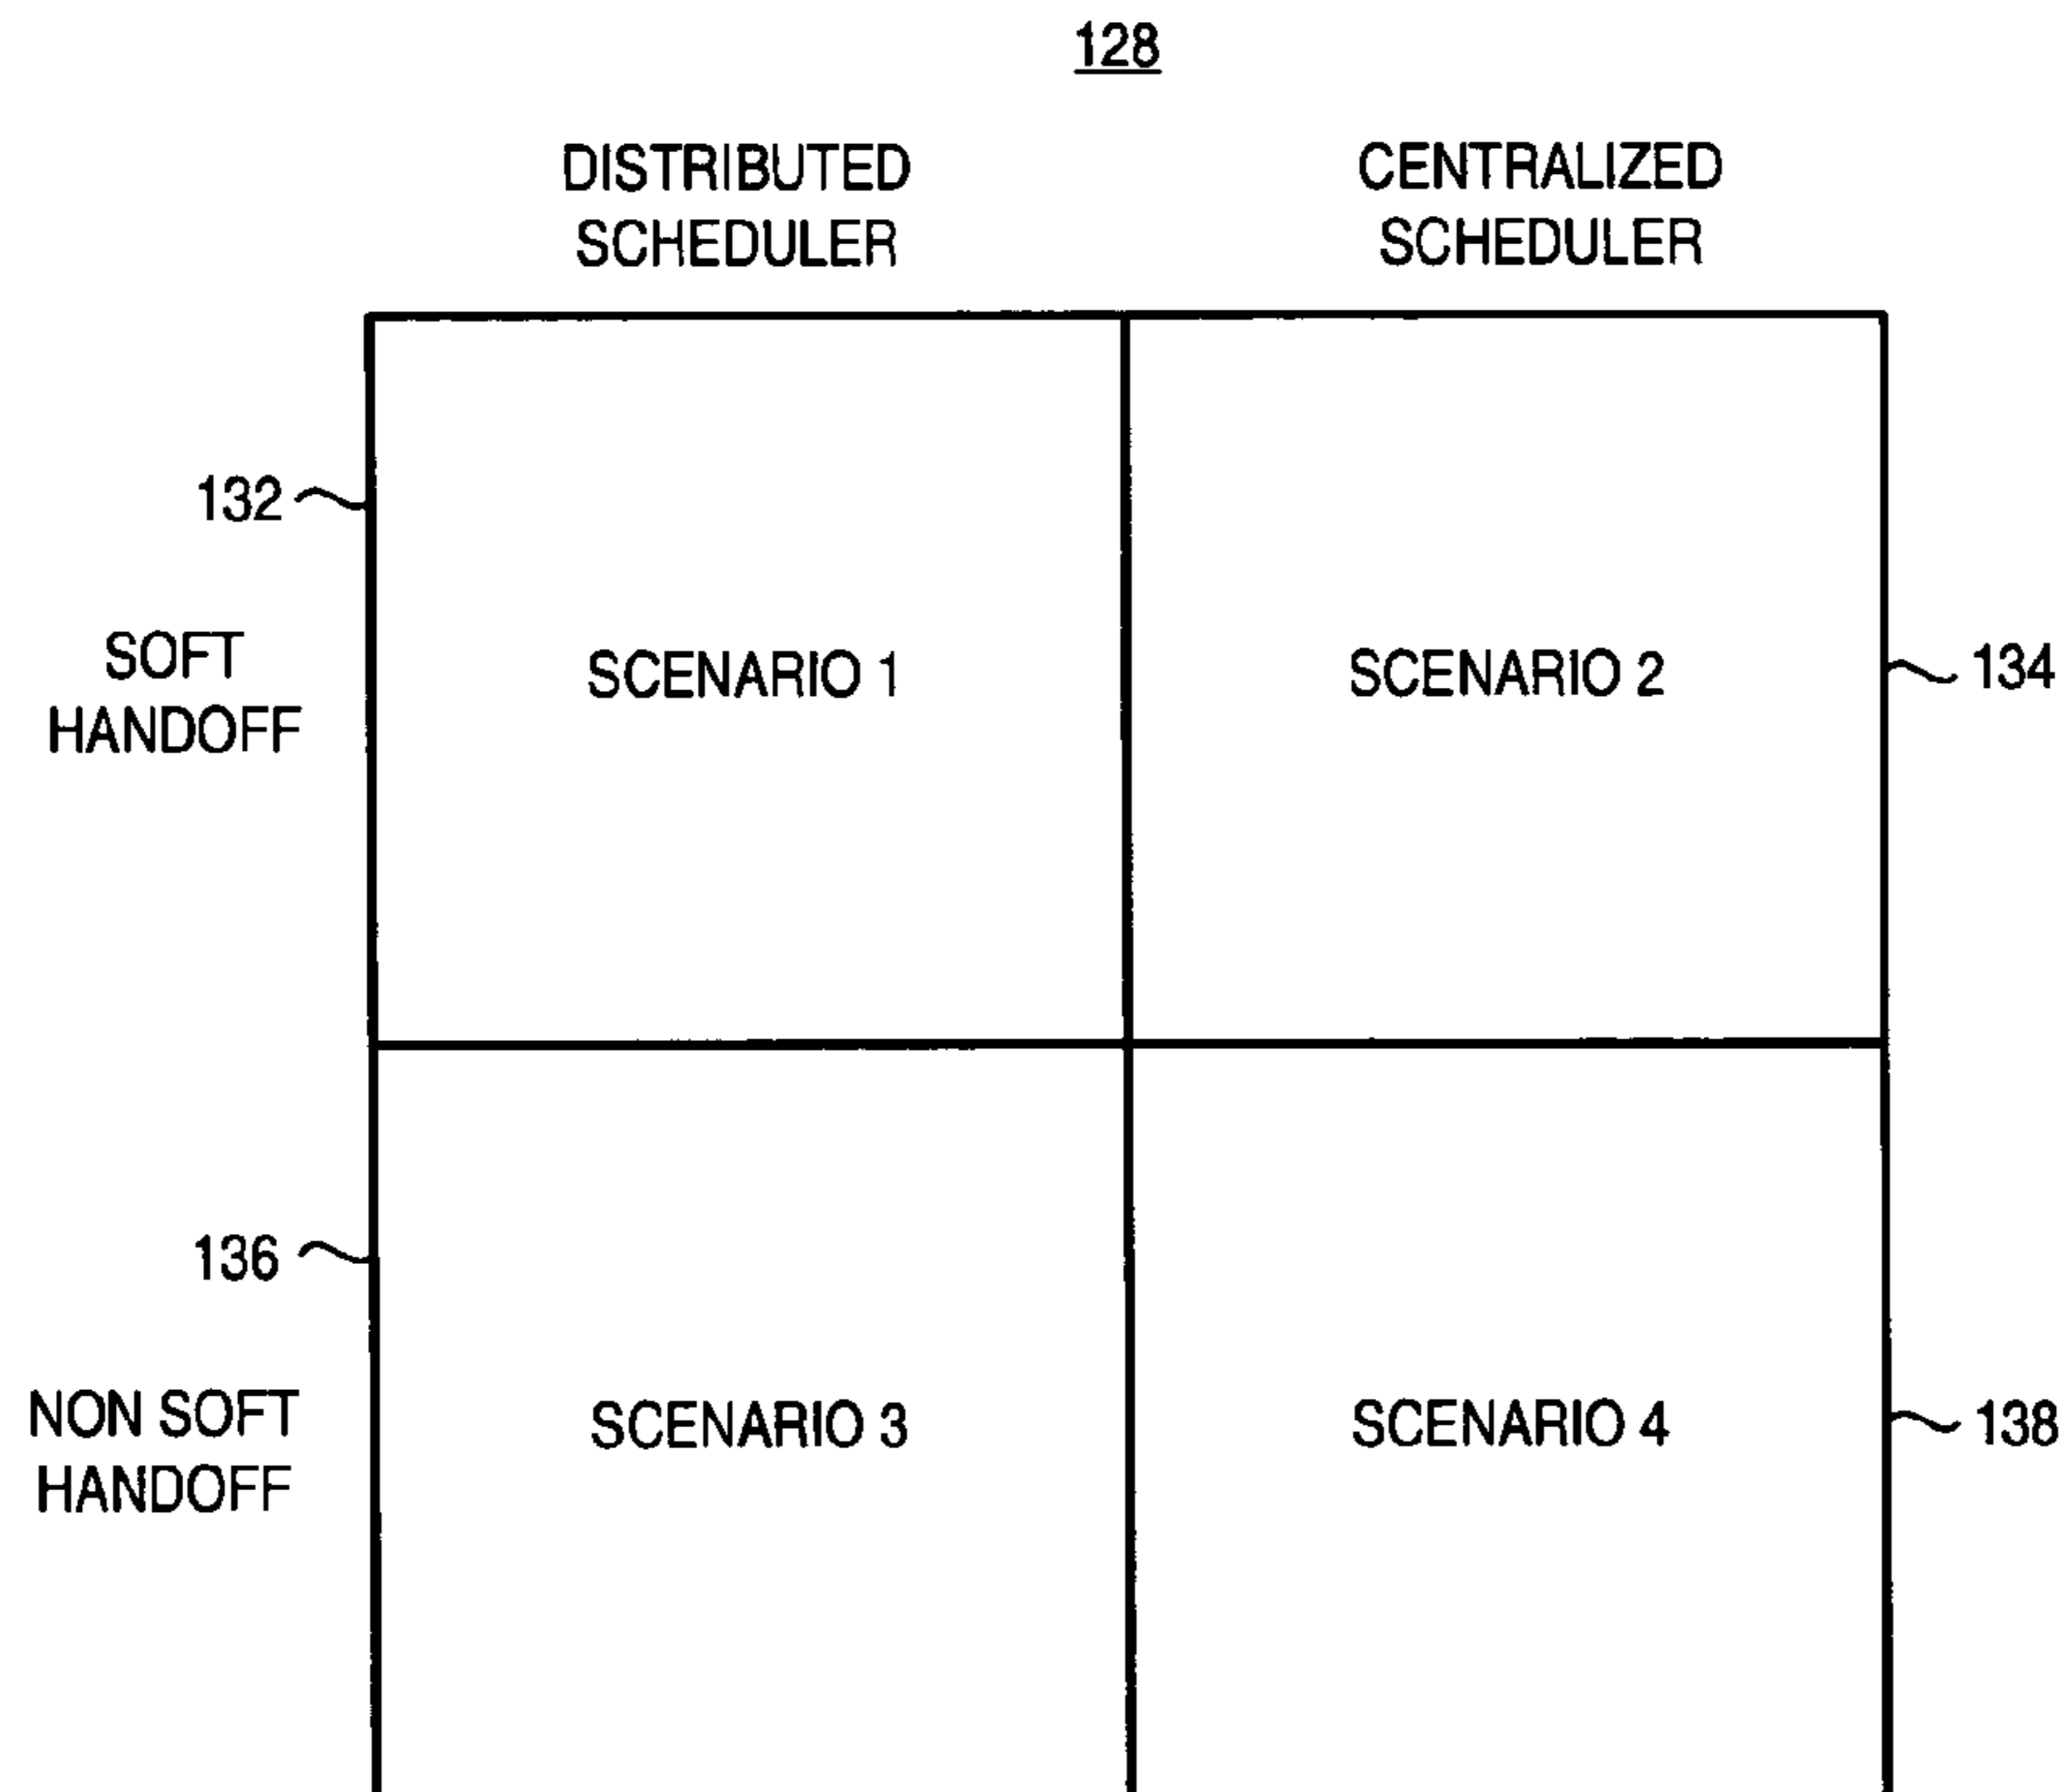 128
DISTRIBUTED
SCHEDULER
CENTRALIZED
SCHEDULER
132
SOFT
HANDOFF
SCENARIO 1
SCENARIO 2
134
136
NON SOFT
HANDOFF
SCENARIO 3
SCENARIO 4
138